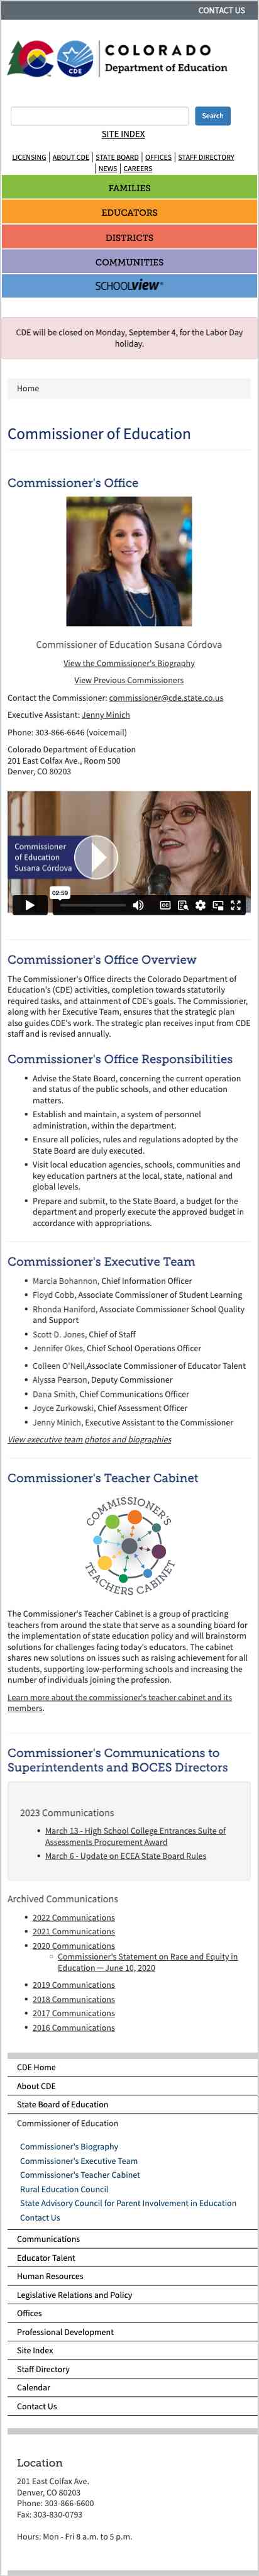 CONTACT US
COLORADO
Department of Education
CDE
Search
SITE INDEX
LICENSING | ABOUT CDE | STATE BOARD | OFFICES | STAFF DIRECTORY
| NEWS | CAREERS
FAMILIES
EDUCATORS
DISTRICTS
COMMUNITIES
SCHOOLVIEW®
CDE will be closed on Monday, September 4, for the Labor Day
holiday.
Home
Commissioner of Education
Commissioner's Office
Commissioner of Education Susana Córdova
View the Commissioner's Biography
View Previous Commissioners
Contact the Commissioner: commissioner@cde.state.co.us
Executive Assistant: Jenny Minich
Phone: 303-866-6646 (voicemail)
Colorado Department of Education
201 East Colfax Ave., Room 500
Denver, CO 80203
Commissioner
of Education
Susana Córdova
02:59
Commissioner's Office Overview
The Commissioner's Office directs the Colorado Department of
Education's (CDE) activities, completion towards statutorily
required tasks, and attainment of CDE's goals. The Commissioner,
along with her Executive Team, ensures that the strategic plan
also guides CDE's work. The strategic plan receives input from CDE
staff and is revised annually.
Commissioner's Office Responsibilities
• Advise the State Board, concerning the current operation
and status of the public schools, and other education
matters.
• Establish and maintain, a system of personnel
administration, within the department.
• Ensure all policies, rules and regulations adopted by the
State Board are duly executed.
• Visit local education agencies, schools, communities and
key education partners at the local, state, national and
global levels.
• Prepare and submit, to the State Board, a budget for the
department and properly execute the approved budget in
accordance with appropriations.
Commissioner's Executive Team
• Marcia Bohannon, Chief Information Officer
• Floyd Cobb, Associate Commissioner of Student Learning
• Rhonda Haniford, Associate Commissioner School Quality
and Support
• Scott D. Jones, Chief of Staff
• Jennifer Okes, Chief School Operations Officer
• Colleen O'Neil,Associate Commissioner of Educator Talent
• Alyssa Pearson, Deputy Commissioner
• Dana Smith, Chief Communications Officer
• Joyce Zurkowski, Chief Assessment Officer
• Jenny Minich, Executive Assistant to the Commissioner
View executive team photos and biographies
Commissioner's Teacher Cabinet
COMMISSIONER'S
TEACHERS CABINET
The Commissioner's Teacher Cabinet is a group of practicing
teachers from around the state that serve as a sounding board for
the implementation of state education policy and will brainstorm
solutions for challenges facing today's educators. The cabinet
shares new solutions on issues such as raising achievement for all
students, supporting low-performing schools and increasing the
number of individuals joining the profession.
Learn more about the commissioner's teacher cabinet and its
members.
Commissioner's Communications to
Superintendents and BOCES Directors
2023 Communications
• March 13 - High School College Entrances Suite of
Assessments Procurement Award
• March 6 - Update on ECEA State Board Rules
Archived Communications
• 2022 Communications
• 2021 Communications
• 2020 Communications
◦ Commissioner's Statement on Race and Equity in
Education — June 10, 2020
• 2019 Communications
• 2018 Communications
• 2017 Communications
• 2016 Communications
CDE Home
About CDE
State Board of Education
Commissioner of Education
Commissioner's Biography
Commissioner's Executive Team
Commissioner's Teacher Cabinet
Rural Education Council
State Advisory Council for Parent Involvement in Education
Contact Us
Communications
Educator Talent
Human Resources
Legislative Relations and Policy
Offices
Professional Development
Site Index
Staff Directory
Calendar
Contact Us
Location
201 East Colfax Ave.
Denver, CO 80203
Phone: 303-866-6600
Fax: 303-830-0793
Hours: Mon - Fri 8 a.m. to 5 p.m.